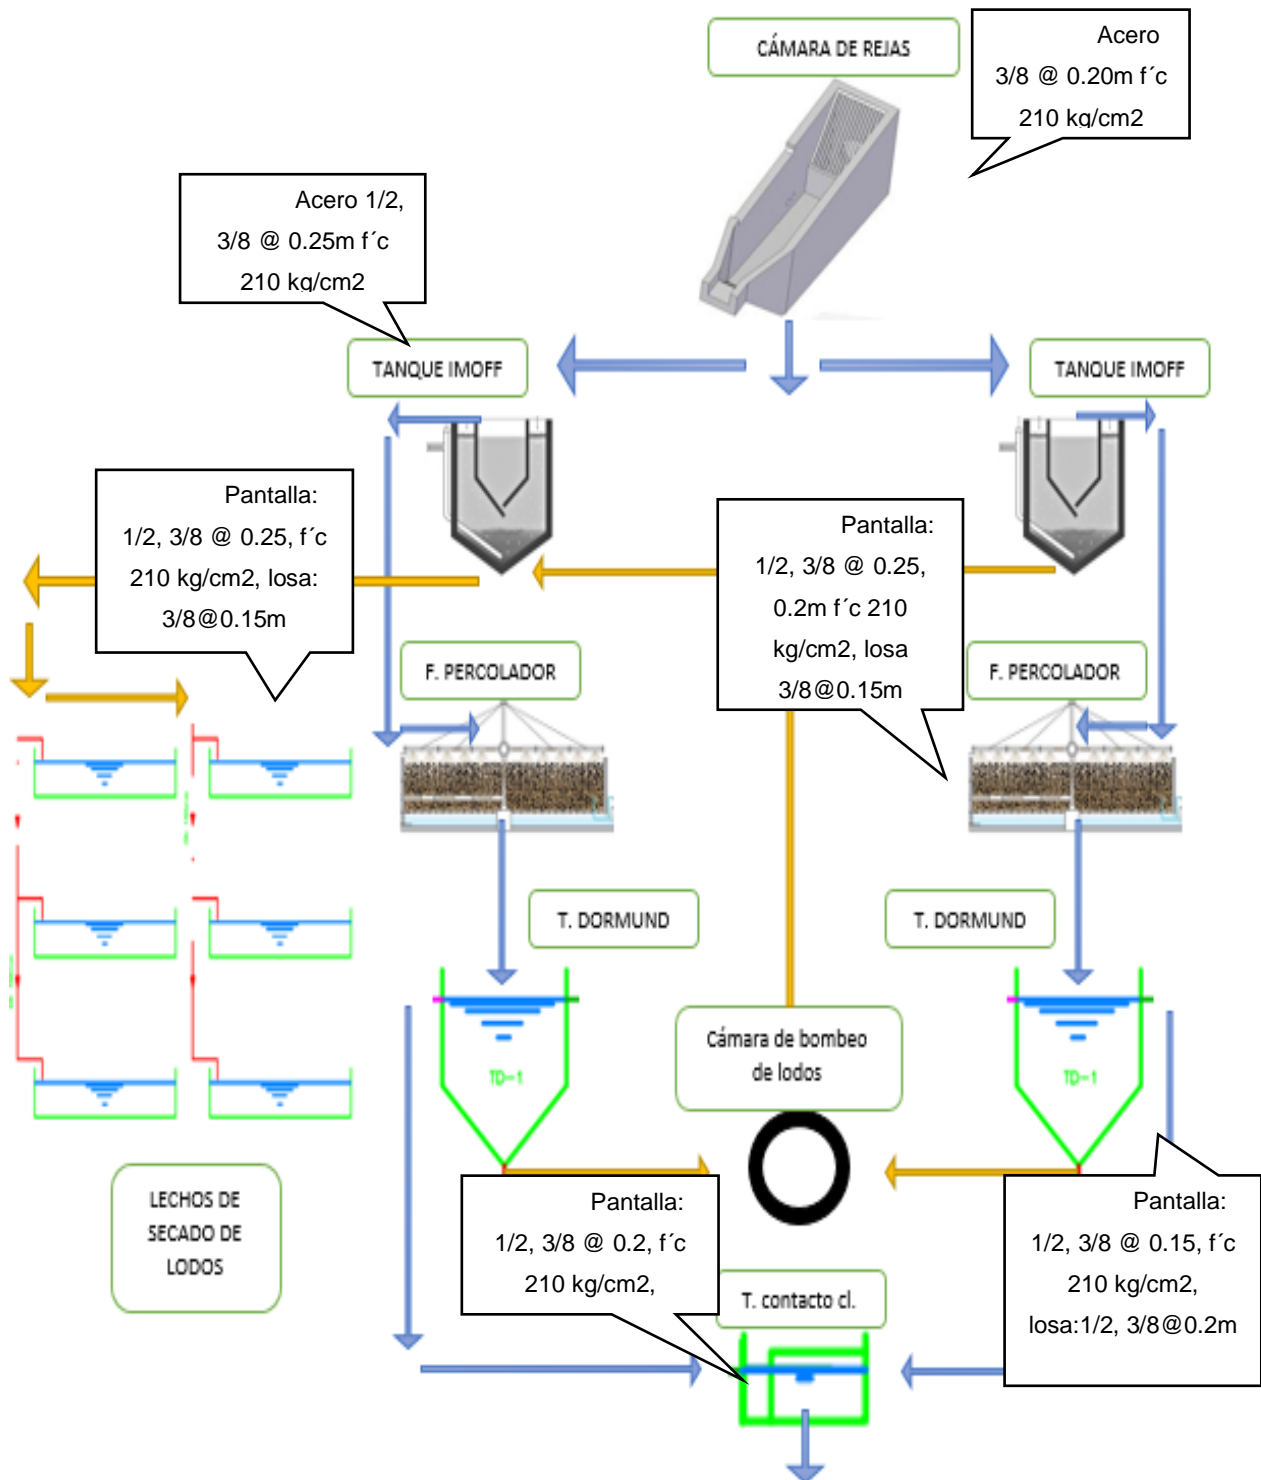 CÁMARA DE REJAS
Acero
3/8 @ 0.20m f´c
210 kg/cm2
Acero 1/2,
3/8 @ 0.25m f´c
210 kg/cm2
TANQUE IMOFF
TANQUE IMOFF
Pantalla:
1/2, 3/8 @ 0.25, f´c
210 kg/cm2, losa:
3/8@0.15m
Pantalla:
1/2, 3/8 @ 0.25,
0.2m f´c 210
kg/cm2, losa
3/8@0.15m
F. PERCOLADOR
F. PERCOLADOR
T. DORMUND
T. DORMUND
Cámara de bombeo
de lodos
TD-1
TD-1
LECHOS DE
SECADO DE
LODOS
Pantalla:
1/2, 3/8 @ 0.2, f´c
210 kg/cm2,
Pantalla:
1/2, 3/8 @ 0.15, f´c
210 kg/cm2,
losa:1/2, 3/8@0.2m
T. contacto cl.